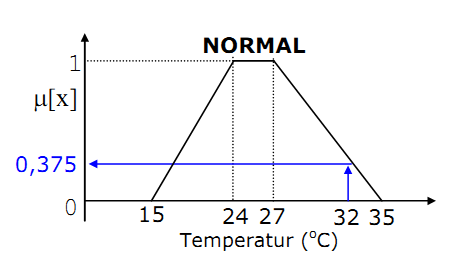 NORMAL
1
μ[x]
0,375
0
15 24 27 32 35
Temperatur (°C)